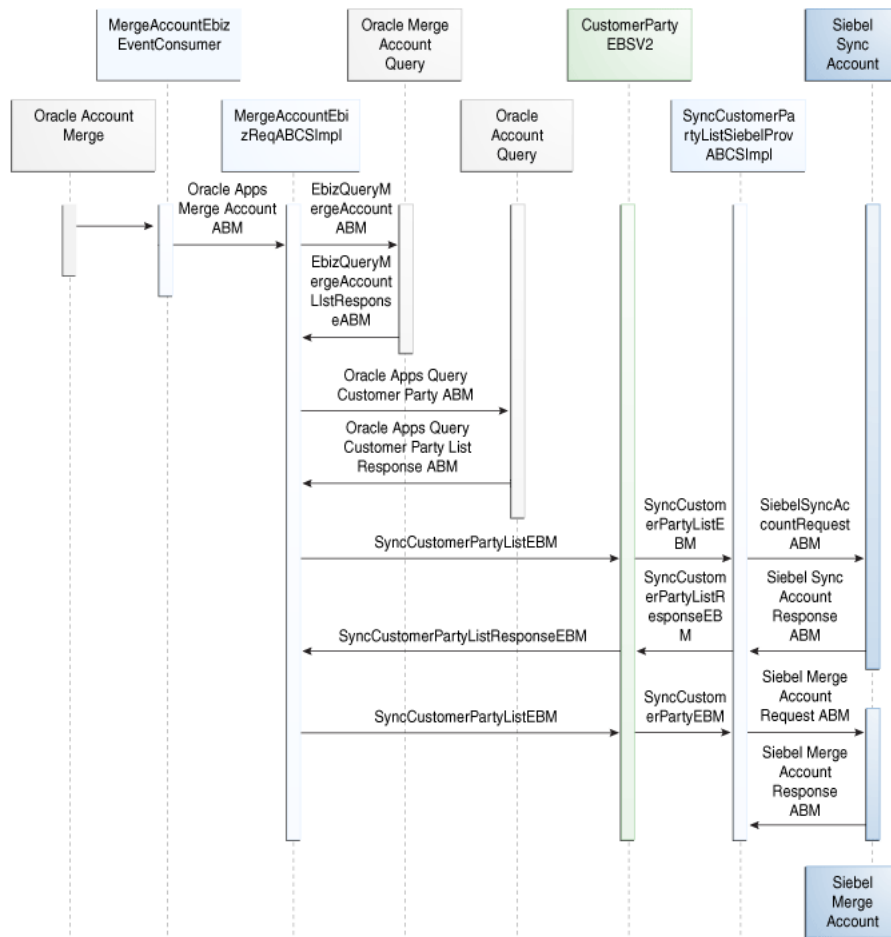 MergeAccountEbiz
EventConsumer
Oracle Merge
Account
Query
CustomerParty
EBSV2
Siebel
Sync
Account
Oracle Account
Merge
MergeAccountEbi
zReqABCSImpl
Oracle
Account
Query
SyncCustomerPa
rtyListSiebelProv
ABCSImpl
Oracle Apps
Merge Account
ABM
EbizQueryM
ergeAccount
ABM
EbizQueryM
ergeAccount
LIstRespons
eABM
Oracle Apps Query
Customer Party ABM
Oracle Apps Query
Customer Party List
Response ABM
SyncCustomerPartyListEBM
SyncCustom
erPartyListE
BM
SiebelSyncAc
countRequest
ABM
SyncCustomerPartyListResponseEBM
SyncCustom
erPartyListR
esponseEB
M
Siebel Sync
Account
Response
ABM
SyncCustomerPartyListEBM
SyncCustom
erPartyEBM
Siebel Merge
Account
Request ABM
Siebel Merge
Account
Response
ABM
Siebel
Merge
Account